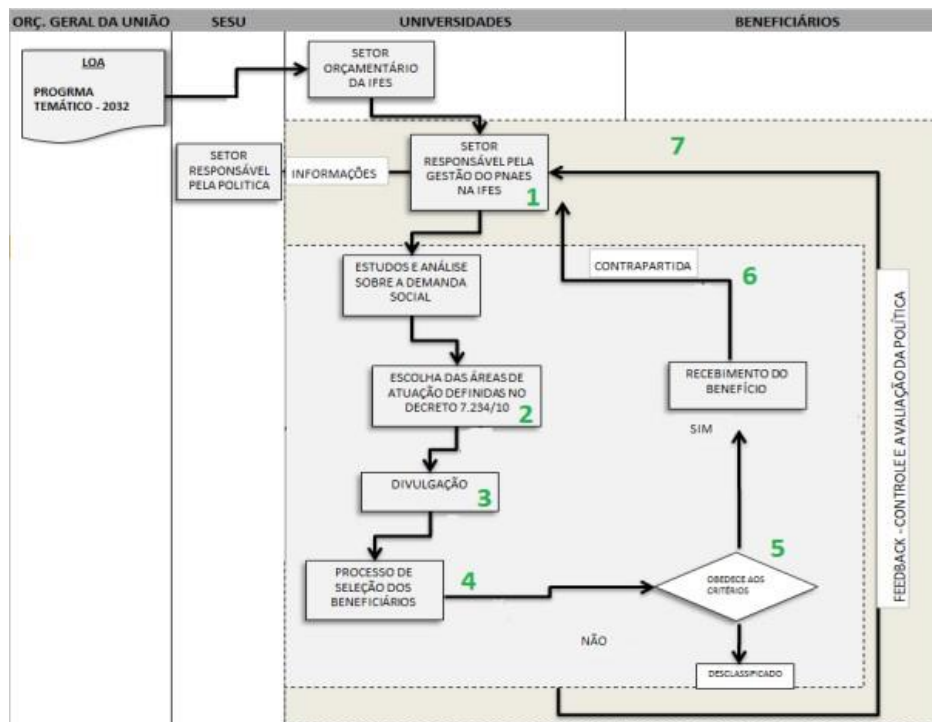 ORÇ. GERAL DA UNIÃO
SESU
UNIVERSIDADES
BENEFICIÁRIOS
LOA
PROGRMA
TEMÁTICO - 2032
SETOR
ORÇAMENTÁRIO
DA IFES
SETOR
RESPONSÁVEL
PELA POLITICA
INFORMAÇÕES
SETOR
RESPONSÁVEL PELA
GESTÃO DO PNAES
NA IFES
1
7
ESTUDOS E ANÁLISE
SOBRE A DEMANDA
SOCIAL
CONTRAPARTIDA
6
ESCOLHA DAS ÁREAS DE
ATUAÇÃO DEFINIDAS NO
DECRETO 7.234/10
2
RECEBIMENTO DO
BENEFÍCIO
SIM
DIVULGAÇÃO
3
PROCESSO DE
SELEÇÃO DOS
BENEFICIÁRIOS
4
5
OBEDECE AOS
CRITÉRIOS
NÃO
DESCLASSIFICADO
FEEDBACK - CONTROLE E AVALIAÇÃO DA POLÍTICA